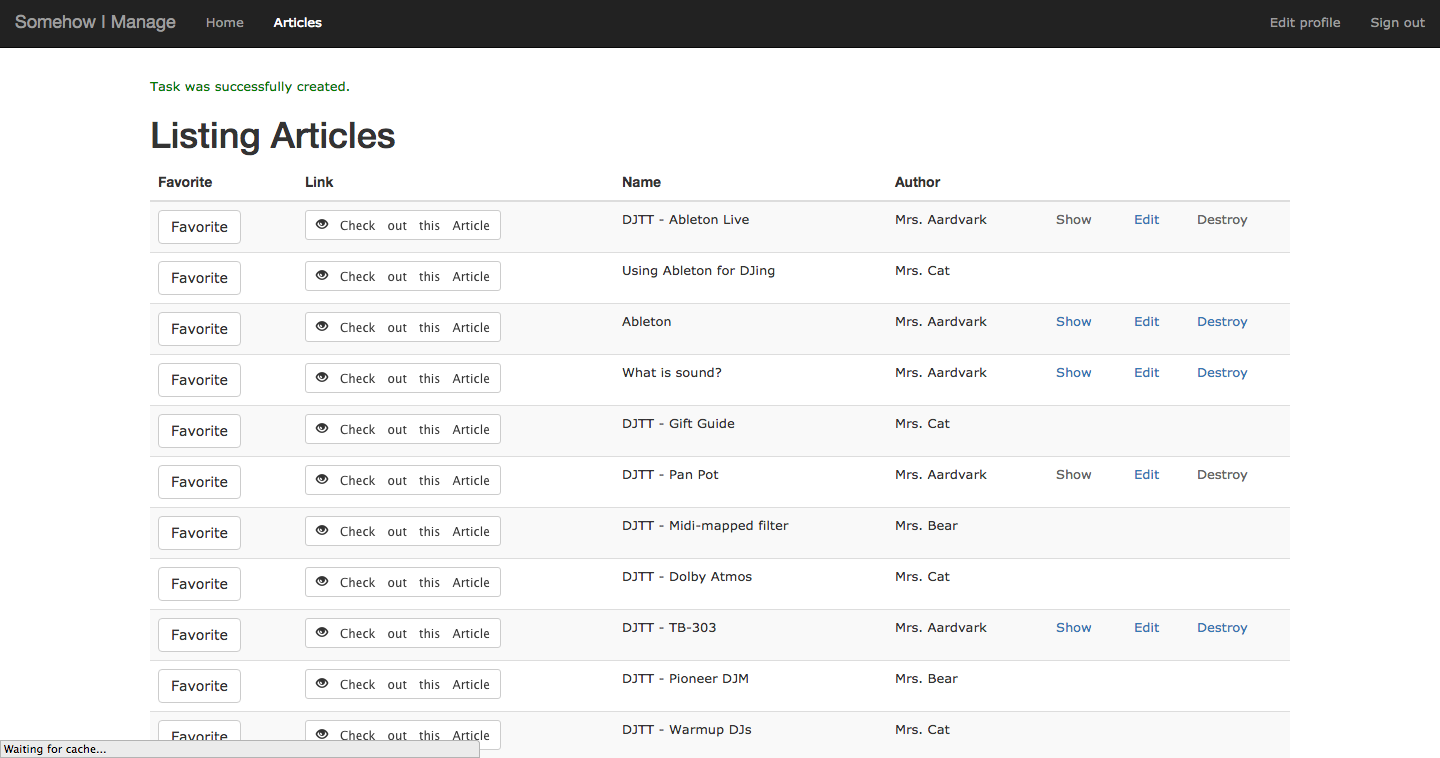 Somehow I Manage Home Articles Edit profile Sign out
Task was successfully created.
Listing Articles
Favorite Link Name Author
Favorite Check out this Article DJTT - Ableton Live Mrs. Aardvark Show Edit Destroy
Favorite Check out this Article Using Ableton for DJing Mrs. Cat
Favorite Check out this Article Ableton Mrs. Aardvark Show Edit Destroy
Favorite Check out this Article What is sound? Mrs. Aardvark Show Edit Destroy
Favorite Check out this Article DJTT - Gift Guide Mrs. Cat
Favorite Check out this Article DJTT - Pan Pot Mrs. Aardvark Show Edit Destroy
Favorite Check out this Article DJTT - Midi-mapped filter Mrs. Bear
Favorite Check out this Article DJTT - Dolby Atmos Mrs. Cat
Favorite Check out this Article DJTT - TB-303 Mrs. Aardvark Show Edit Destroy
Favorite Check out this Article DJTT - Pioneer DJM Mrs. Bear
Favorite Check out this Article DJTT - Warmup DJs Mrs. Cat
Waiting for cache...